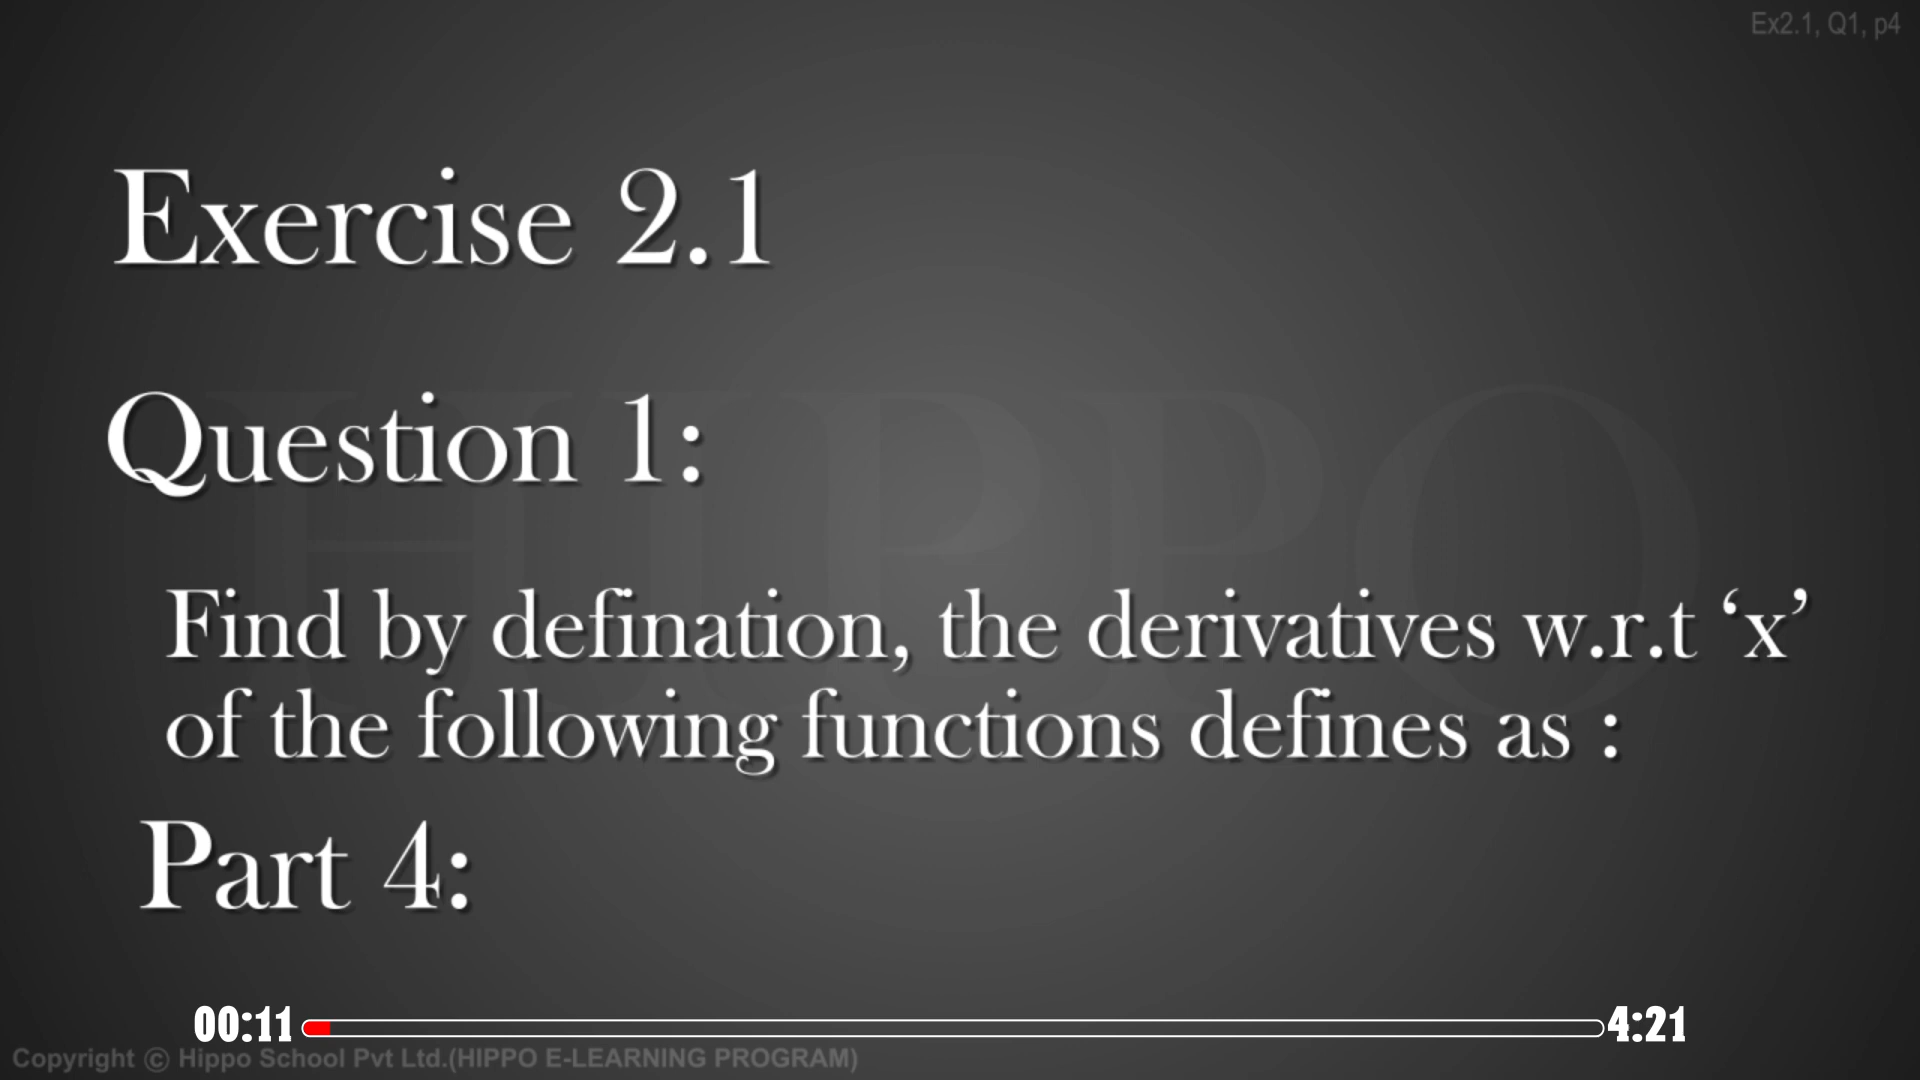 Ex2.1, Q1, p4
Exercise 2.1
Question 1:
HIPPO
Find by defination, the derivatives w.r.t ‘x’
of the following functions defines as :
Part 4:
00:11 4:21
Copyright © Hippo School Pvt Ltd.(HIPPO E-LEARNING PROGRAM)